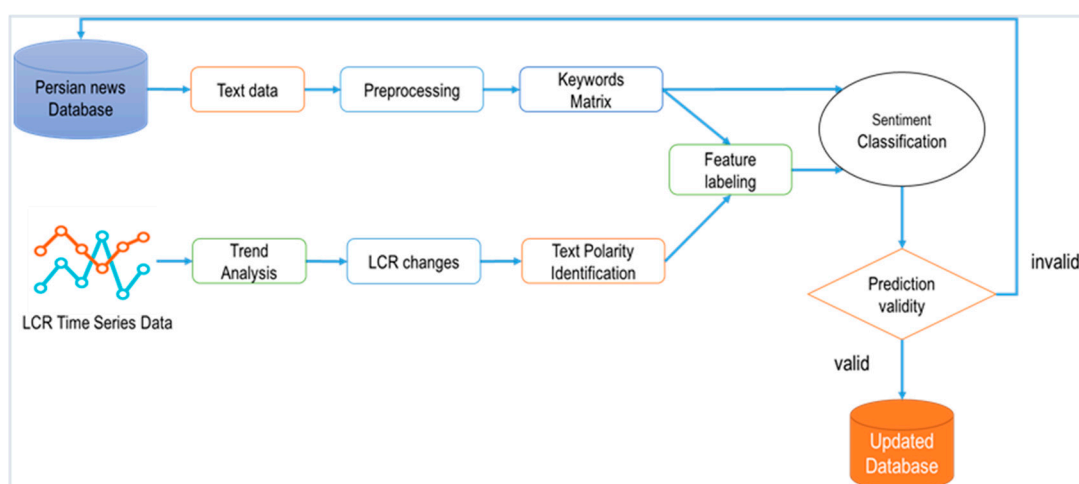 Persian news
Database
Text data
Preprocessing
Keywords
Matrix
Sentiment
Classification
Feature
labeling
LCR Time Series Data
Trend
Analysis
LCR changes
Text Polarity
Identification
Prediction
validity
invalid
valid
Updated
Database